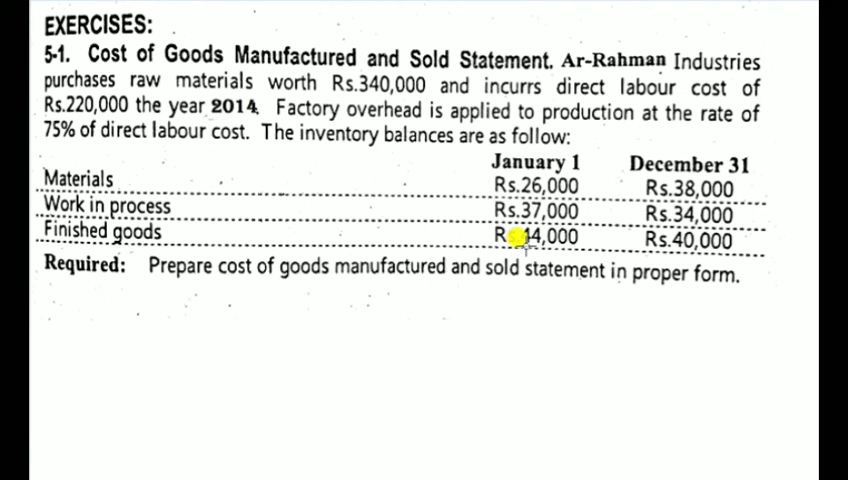 EXERCISES:
5-1. Cost of Goods Manufactured and Sold Statement. Ar-Rahman Industries
purchases raw materials worth Rs.340,000 and incurrs direct labour cost of
Rs.220,000 the year 2014. Factory overhead is applied to production at the rate of
75% of direct labour cost. The inventory balances are as follow:
January 1 December 31
Materials Rs.26,000 Rs.38,000
Work in process Rs.37,000 Rs.34,000
Finished goods Rs.40,000
Required: Prepare cost of goods manufactured and sold statement in proper form.